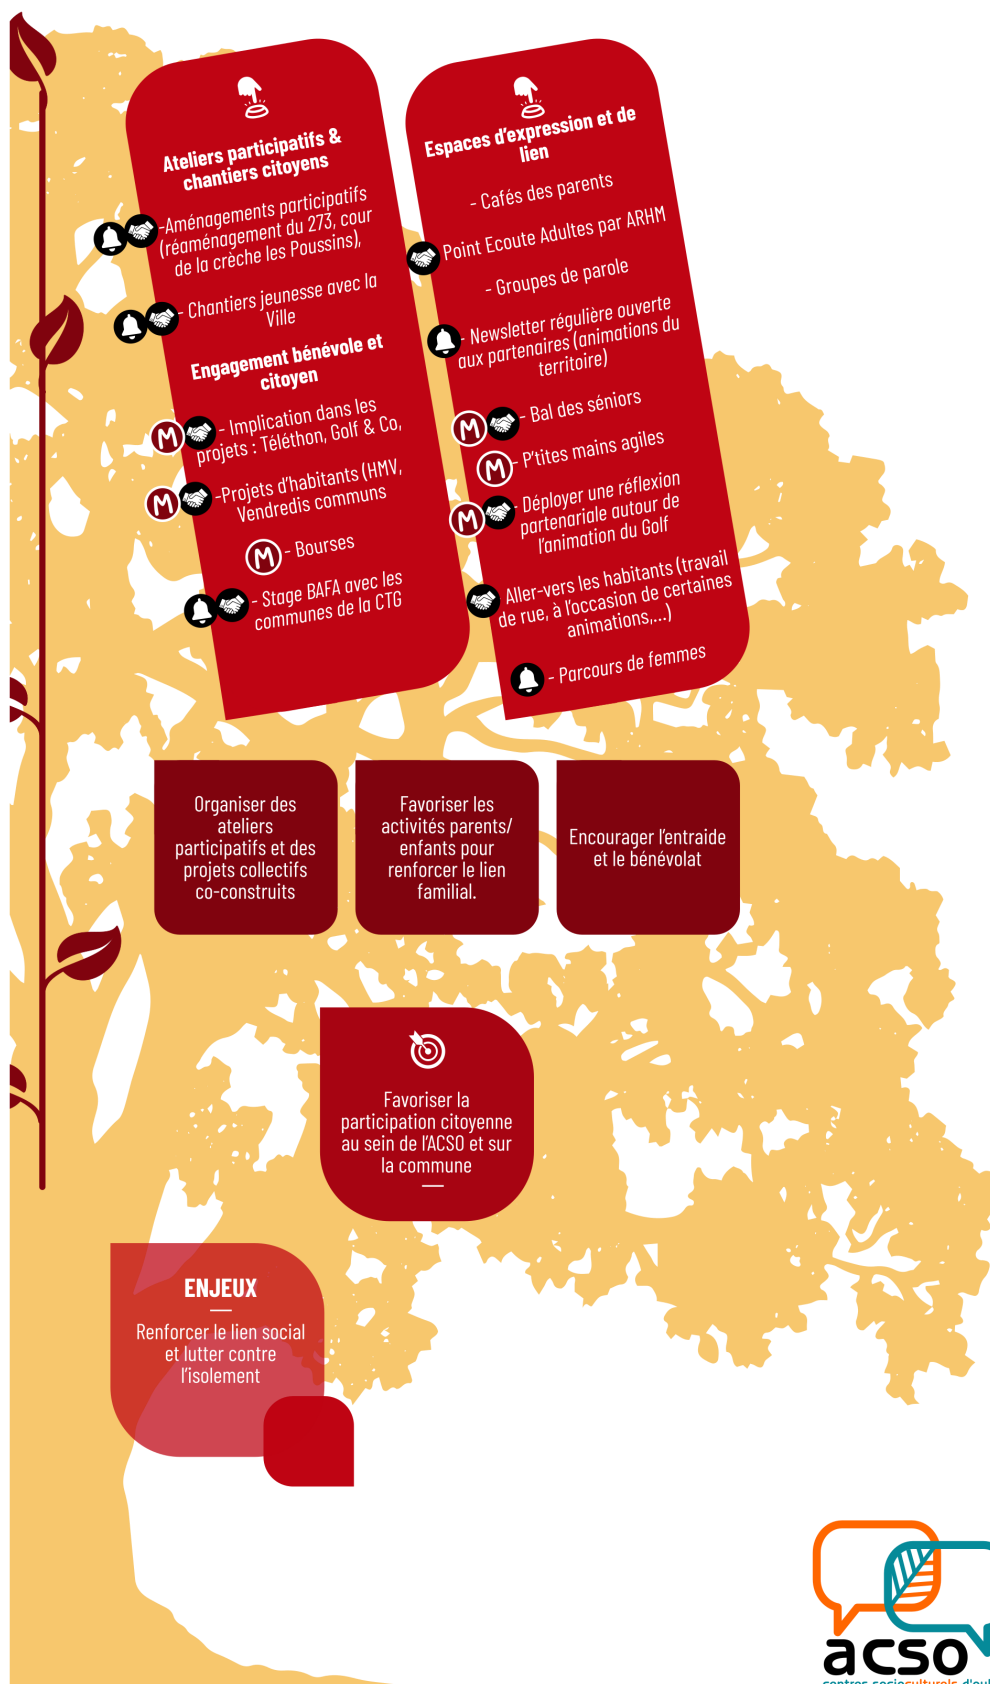 Ateliers participatifs &
chantiers citoyens
-Aménagements participatifs
(réaménagement du 273, cour
de la crèche les Poussins),
- Chantiers jeunesse avec la
Ville
Engagement bénévole et
citoyen
M - Implication dans les
projets : Téléthon, Golf & Co,
M -Projets d'habitants (HMV,
Vendredis communs
M - Bourses
- Stage BAFA avec les
communes de la CTG
Espaces d'expression et de
lien
- Cafés des parents
Point Ecoute Adultes par ARHM
- Groupes de parole
- Newsletter régulière ouverte
aux partenaires (animations du
territoire)
M - Bal des séniors
M - P'tites mains agiles
M - Déployer une réflexion
partenariale autour de
l'animation du Golf
Aller-vers les habitants (travail
de rue, à l'occasion de certaines
animations,...)
- Parcours de femmes
Organiser des
ateliers
participatifs et des
projets collectifs
co-construits
Favoriser les
activités parents/
enfants pour
renforcer le lien
familial.
Encourager l'entraide
et le bénévolat
Favoriser la
participation citoyenne
au sein de l'ACSO et sur
la commune
ENJEUX
Renforcer le lien social
et lutter contre
l'isolement
acso
centres socioculturels